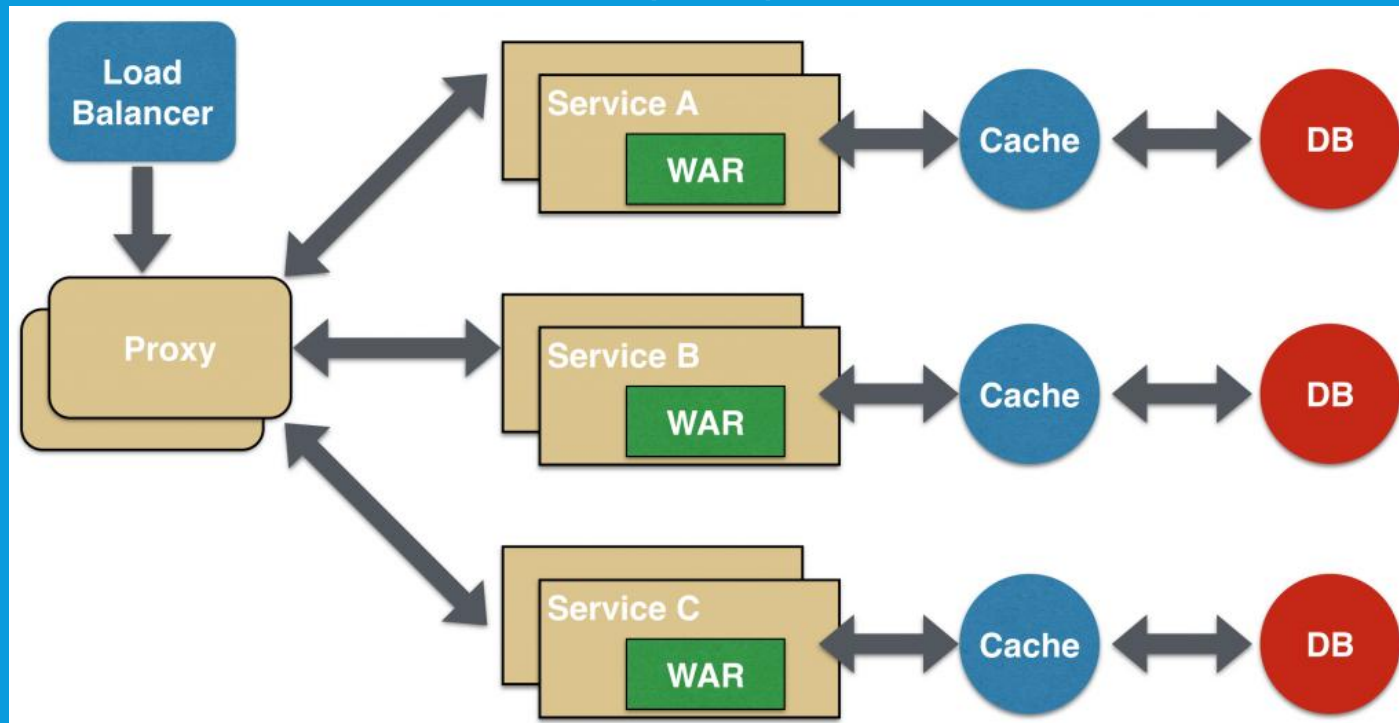 Load
Balancer
Proxy
Service A
WAR
Cache
DB
Service B
WAR
Cache
DB
Service C
WAR
Cache
DB